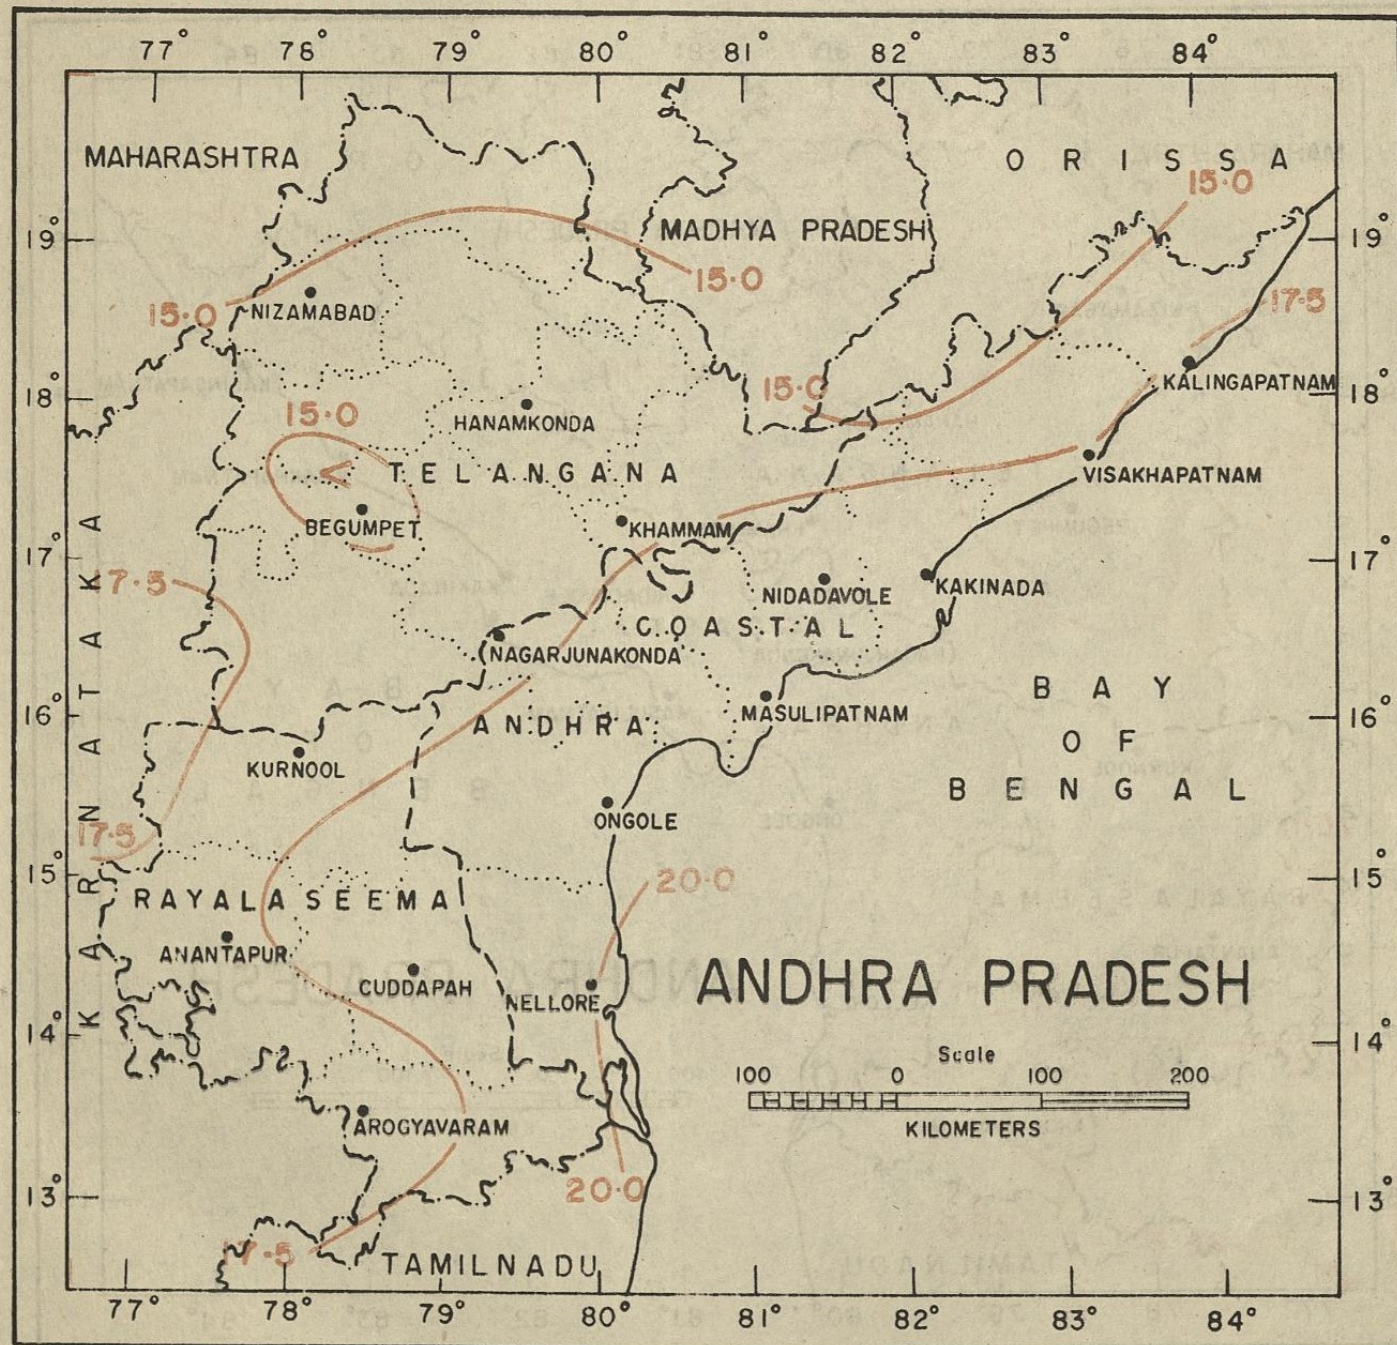 77° 78° 79° 80° 81° 82° 83° 84°
MAHARASHTRA
ORISSA
15.0
19° MADHYA PRADESH 19°
15.0
15.0
NIZAMABAD
17.5
18° 15.0 KALINGAPATNAM 18°
15.0
HANAMKONDA
TELANGANA
<
VISAKHAPATNAM
BEGUMPET
KHAMMAM
17° 17°
17.5
NIDADAVOLE
KAKINADA
COASTAL
NAGARJUNAKONDA
BAY
16° 16°
ANDHRA
MASULIPATNAM
OF
KURNOOL
BENGAL
ONGOLE
17.5
15° 15°
20.0
RAYALASEEMA
KARNATAKA
ANANTAPUR
CUDDAPAH
NELLORE
ANDHRA PRADESH
14° 14°
Scale
100 0 100 200
KILOMETERS
AROGYAVARAM
13° 13°
20.0
17.5
TAMILNADU
77° 78° 79° 80° 81° 82° 83° 84°